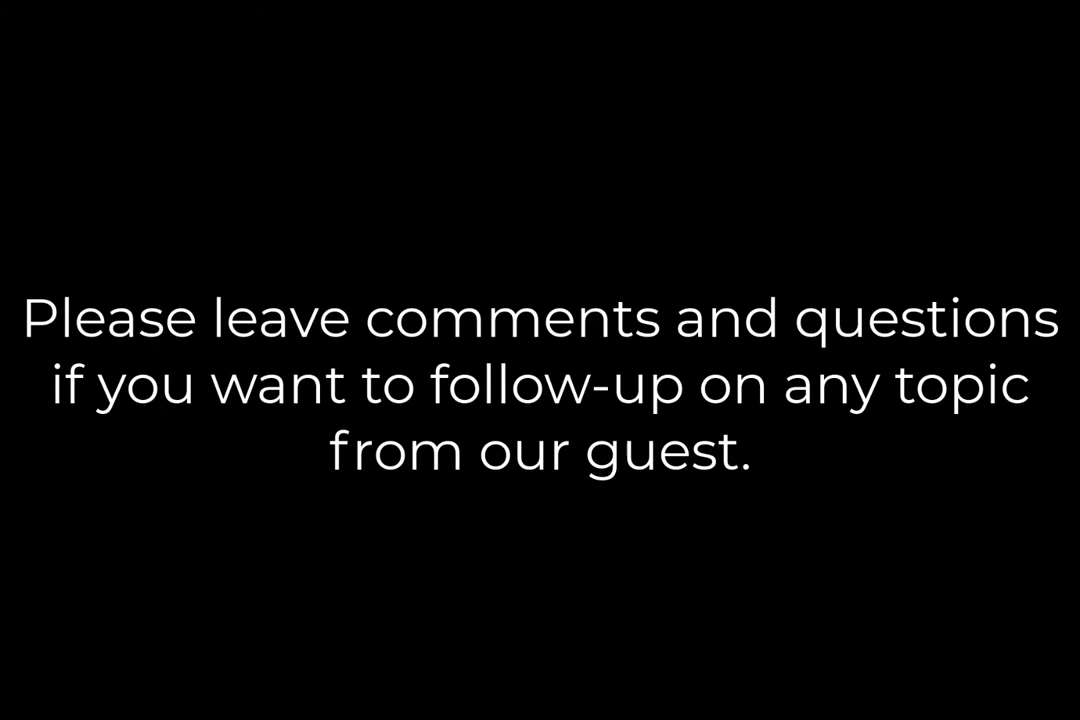 Please leave comments and questions
if you want to follow-up on any topic
from our guest.